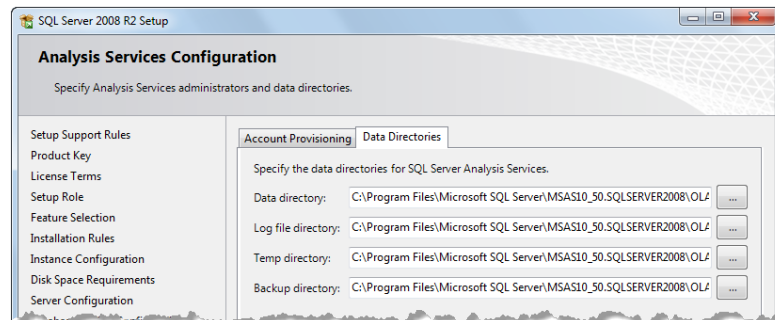 SQL Server 2008 R2 Setup
Analysis Services Configuration
Specify Analysis Services administrators and data directories.
Setup Support Rules
Product Key
License Terms
Setup Role
Feature Selection
Installation Rules
Instance Configuration
Disk Space Requirements
Server Configuration
Account Provisioning Data Directories
Specify the data directories for SQL Server Analysis Services.
Data directory: C:\Program Files\Microsoft SQL Server\MSAS10_50.SQLSERVER2008\OLA ...
Log file directory: C:\Program Files\Microsoft SQL Server\MSAS10_50.SQLSERVER2008\OLA ...
Temp directory: C:\Program Files\Microsoft SQL Server\MSAS10_50.SQLSERVER2008\OLA ...
Backup directory: C:\Program Files\Microsoft SQL Server\MSAS10_50.SQLSERVER2008\OLA ...